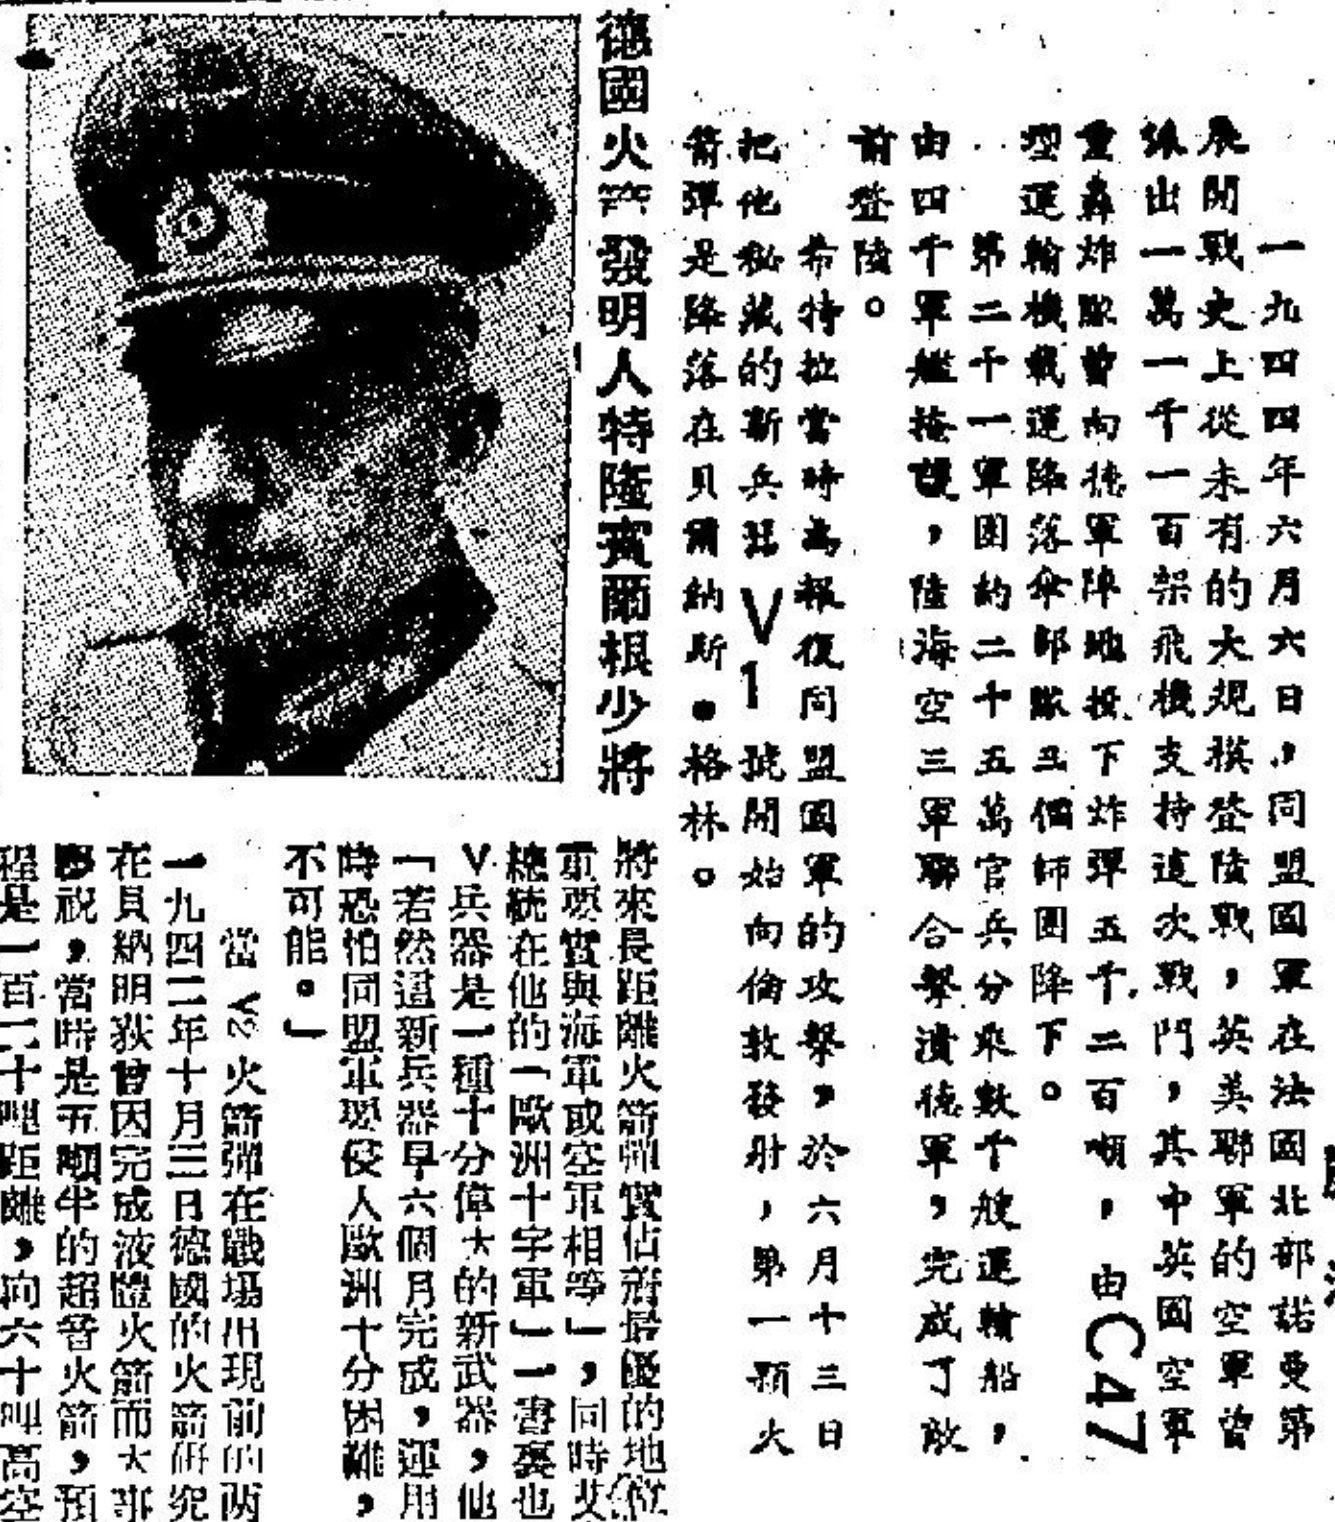 一九四四年六月六日，同盟國軍在法國北部諾曼第
展開戰史上從未有的大規模登陸戰，英美聯軍的空軍曾
派出一萬一千一百架飛機支持這次戰鬥，其中英國空軍
重轟炸隊曾向德軍陣地投下炸彈五千二百噸，由C47
型運輸機載運降落傘部隊五個師團降下。
第二十一軍團約二十五萬官兵分乘數千艘運輸船，
由四千軍艦掩護，陸海空三軍聯合擊潰德軍，完成了敵
前登陸。
希特拉當時為報復同盟國軍的攻擊，於六月十三日
把他秘藏的新兵器V1號開始向倫敦發射，第一顆火
箭彈是降落在貝爾納斯•格林。
德國火箭發明人特隆賓爾根少將
將來長距離火箭彈實佔着最優的地位
重要實與海軍或空軍相等」，同時艾
總統在他的「歐洲十字軍」一書裏也
V兵器是一種十分偉大的新武器，他
「若然這新兵器早六個月完成，運用
時恐怕同盟軍要侵入歐洲十分困難，
不可能。」
當V2火箭彈在戰場出現前的兩
一九四二年十月三日德國的火箭研究
在員納明荻曾因完成液體火箭而大事
祝，當時是五噸半的超音火箭，預
程是一百二十哩距離，向六十哩高空